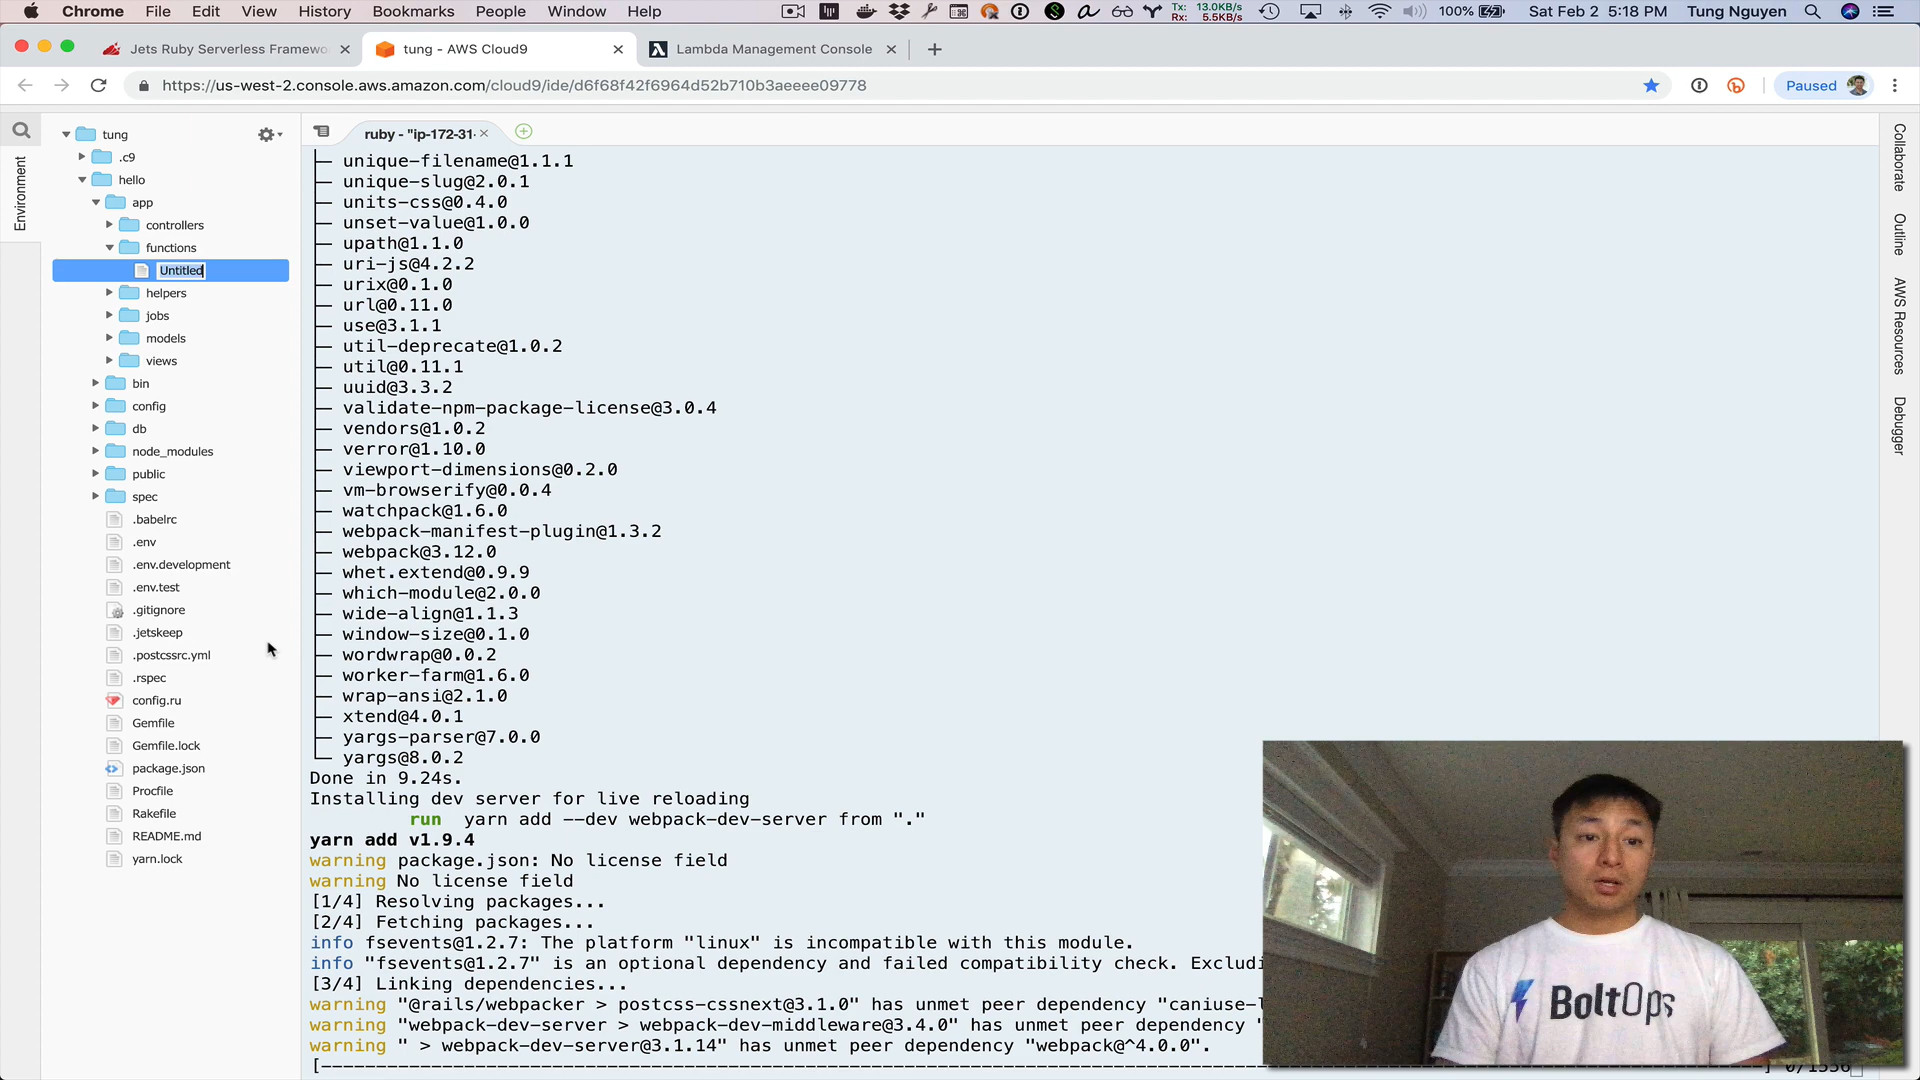 Chrome File Edit View History Bookmarks People Window Help Tx: 13.0KB/s Rx: 5.5KB/s 100% Sat Feb 2 5:18 PM Tung Nguyen
Jets Ruby Serverless Framewo
tung - AWS Cloud9
Lambda Management Console
https://us-west-2.console.aws.amazon.com/cloud9/ide/d6f68f42f6964d52b710b3aeeee09778
Paused
Environment
tung
.c9
hello
app
controllers
functions
Untitled
helpers
jobs
models
views
bin
config
db
node_modules
public
spec
.babelrc
.env
.env.development
.env.test
.gitignore
.jetskeep
.postcssrc.yml
.rspec
config.ru
Gemfile
Gemfile.lock
package.json
Procfile
Rakefile
README.md
yarn.lock
ruby - "ip-172-31-
├─ unique-filename@1.1.1
├─ unique-slug@2.0.1
├─ units-css@0.4.0
├─ unset-value@1.0.0
├─ upath@1.1.0
├─ uri-js@4.2.2
├─ urix@0.1.0
├─ url@0.11.0
├─ use@3.1.1
├─ util-deprecate@1.0.2
├─ util@0.11.1
├─ uuid@3.3.2
├─ validate-npm-package-license@3.0.4
├─ vendors@1.0.2
├─ verror@1.10.0
├─ viewport-dimensions@0.2.0
├─ vm-browserify@0.0.4
├─ watchpack@1.6.0
├─ webpack-manifest-plugin@1.3.2
├─ webpack@3.12.0
├─ whet.extend@0.9.9
├─ which-module@2.0.0
├─ wide-align@1.1.3
├─ window-size@0.1.0
├─ wordwrap@0.0.2
├─ worker-farm@1.6.0
├─ wrap-ansi@2.1.0
├─ xtend@4.0.1
├─ yargs-parser@7.0.0
└─ yargs@8.0.2
Done in 9.24s.
Installing dev server for live reloading
run yarn add --dev webpack-dev-server from "."
yarn add v1.9.4
warning package.json: No license field
warning No license field
[1/4] Resolving packages...
[2/4] Fetching packages...
info fsevents@1.2.7: The platform "linux" is incompatible with this module.
info "fsevents@1.2.7" is an optional dependency and failed compatibility check. Excludi
[3/4] Linking dependencies...
warning "@rails/webpacker > postcss-cssnext@3.1.0" has unmet peer dependency "caniuse-l
warning "webpack-dev-server > webpack-dev-middleware@3.4.0" has unmet peer dependency "
warning " > webpack-dev-server@3.1.14" has unmet peer dependency "webpack@^4.0.0".
Collaborate
Outline
AWS Resources
Debugger
BoltOps